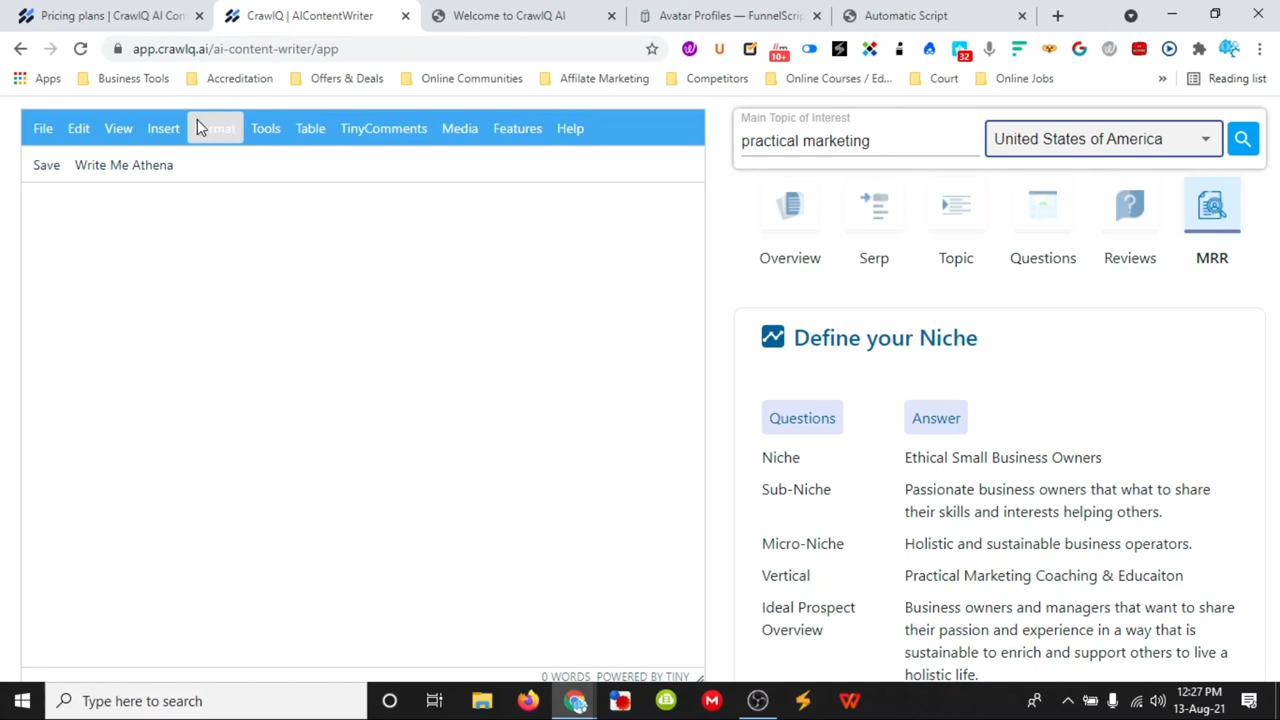 Pricing plans | CrawlQ AI Con
CrawlQ | AIContentWriter
Welcome to CrawlQ AI
Avatar Profiles — FunnelScrip
Automatic Script
app.crawlq.ai/ai-content-writer/app
10+
32
Apps
Business Tools
Accreditation
Offers & Deals
Online Communities
Affilate Marketing
Competitors
Online Courses / Ed...
Court
Online Jobs
Reading list
File Edit View Insert Format Tools Table TinyComments Media Features Help
Save Write Me Athena
Main Topic of Interest
practical marketing
United States of America
Overview Serp Topic Questions Reviews MRR
Define your Niche
Questions Answer
Niche Ethical Small Business Owners
Sub-Niche Passionate business owners that what to share
their skills and interests helping others.
Micro-Niche Holistic and sustainable business operators.
Vertical Practical Marketing Coaching & Educaiton
Ideal Prospect Business owners and managers that want to share
Overview their passion and experience in a way that is
sustainable to enrich and support others to live a
holistic life.
0 WORDS POWERED BY TINY
Type here to search
12:27 PM
13-Aug-21